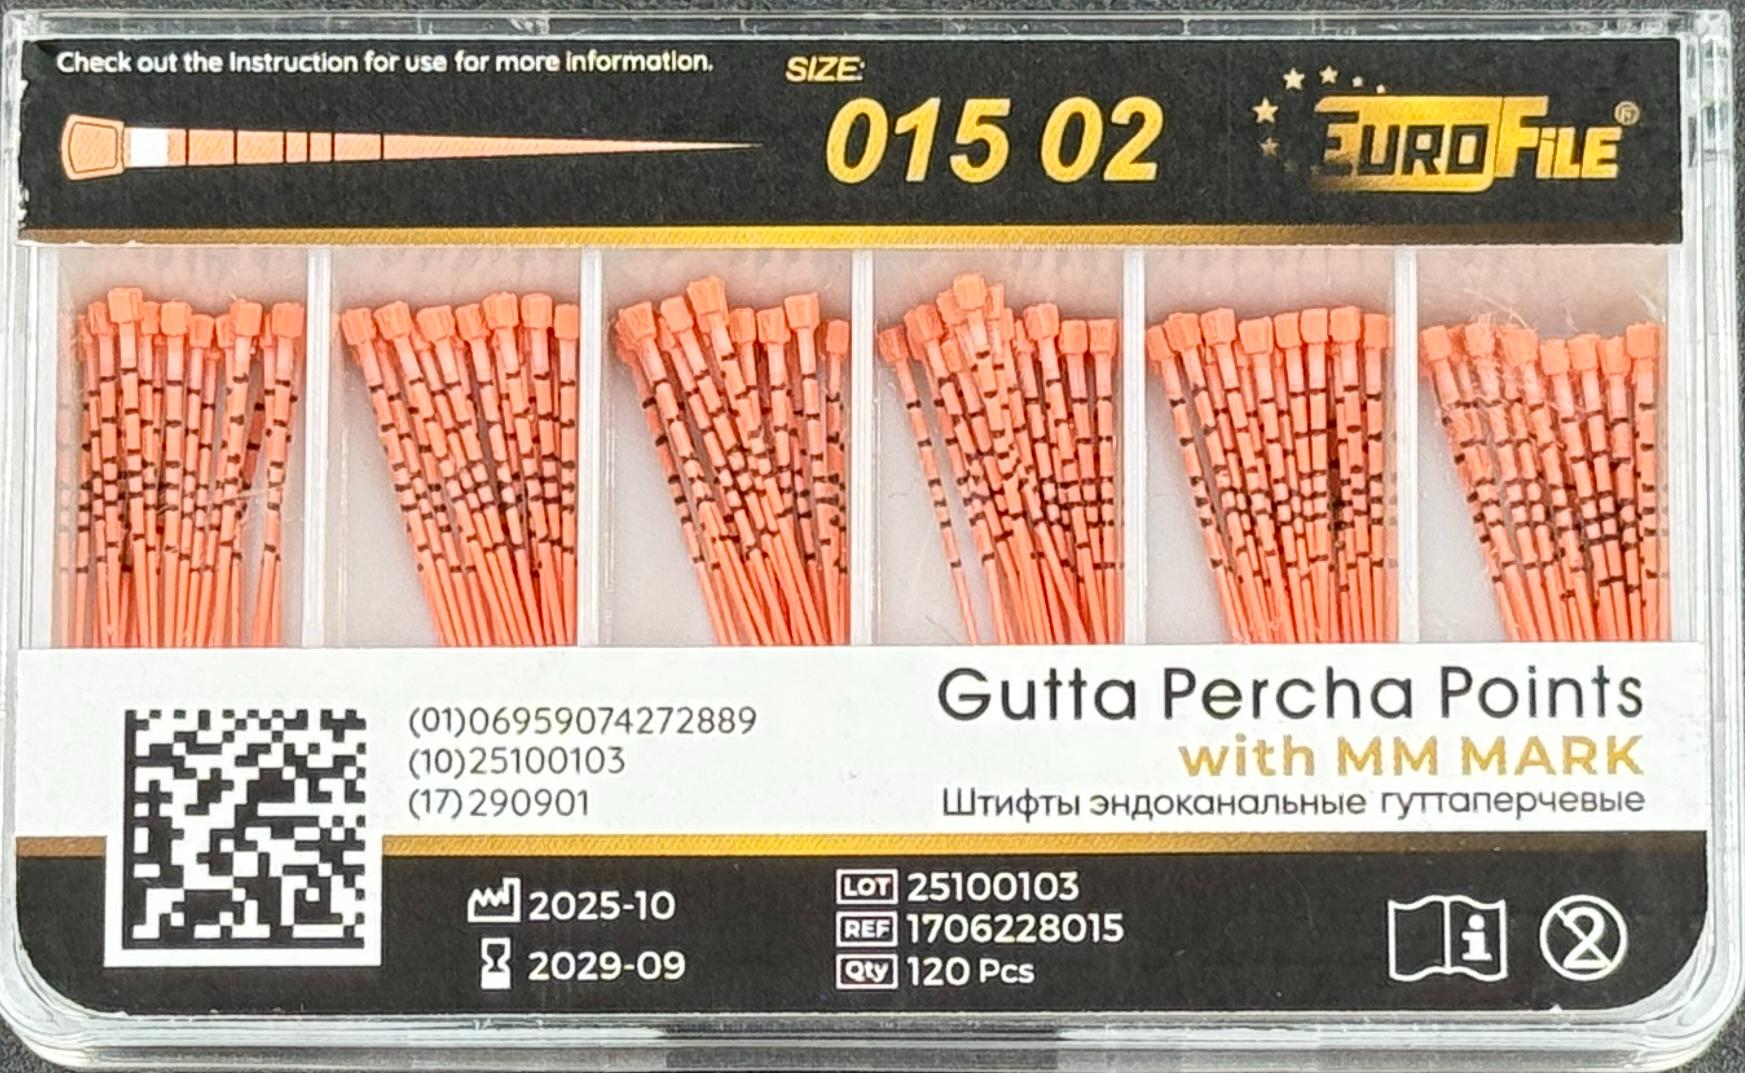 Check out the Instruction for use for more information.
SIZE:
015 02
EUROFILE®
(01)06959074272889
(10)25100103
(17)290901
Gutta Percha Points
with MM MARK
Штифты эндоканальные гуттаперчевые
2025-10
2029-09
LOT 25100103
REF 1706228015
Qty 120 Pcs
2